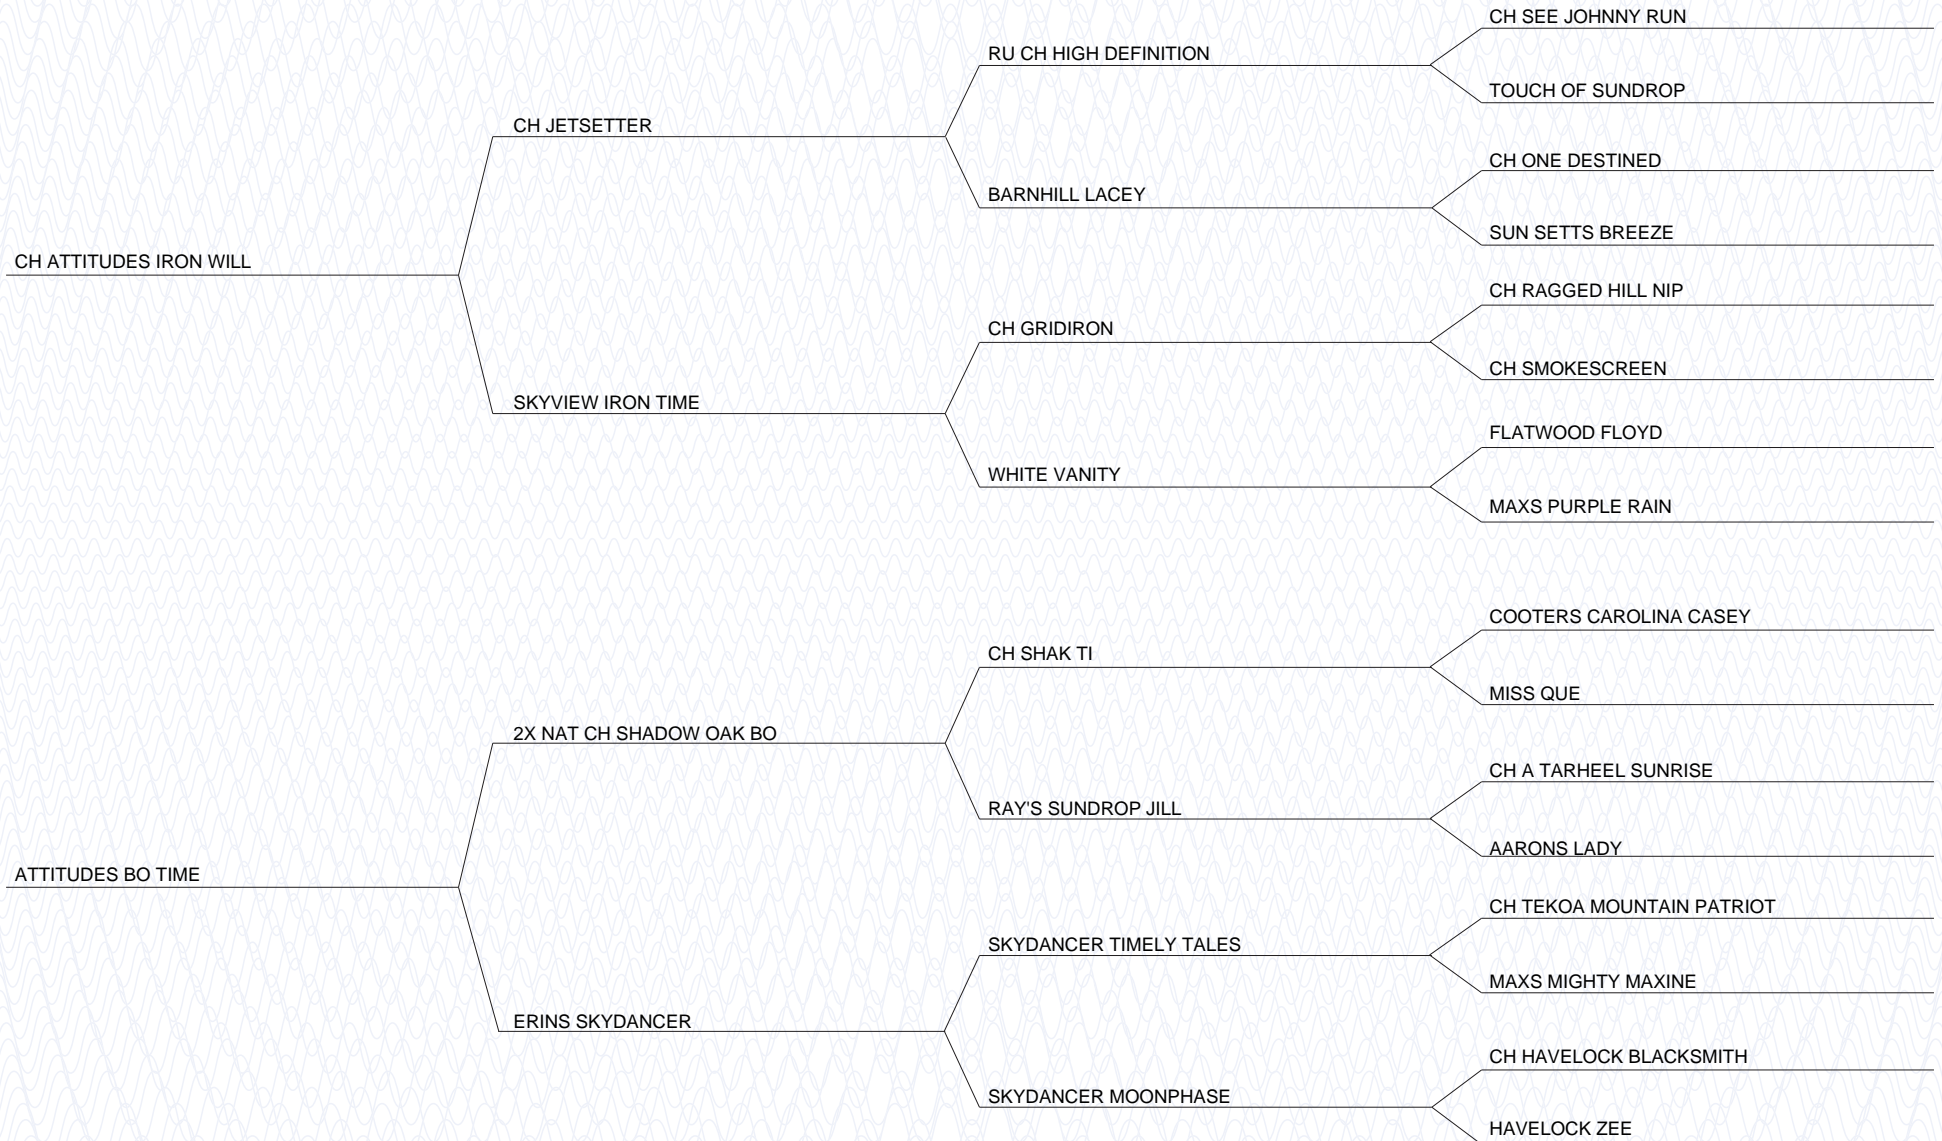 CH SEE JOHNNY RUN
RU CH HIGH DEFINITION
TOUCH OF SUNDROP
CH JETSETTER
CH ONE DESTINED
BARNHILL LACEY
SUN SETTS BREEZE
CH ATTITUDES IRON WILL
CH RAGGED HILL NIP
CH GRIDIRON
CH SMOKESCREEN
SKYVIEW IRON TIME
FLATWOOD FLOYD
WHITE VANITY
MAXS PURPLE RAIN
COOTERS CAROLINA CASEY
CH SHAK TI
MISS QUE
2X NAT CH SHADOW OAK BO
CH A TARHEEL SUNRISE
RAY'S SUNDROP JILL
AARONS LADY
ATTITUDES BO TIME
CH TEKOA MOUNTAIN PATRIOT
SKYDANCER TIMELY TALES
MAXS MIGHTY MAXINE
ERINS SKYDANCER
CH HAVELOCK BLACKSMITH
SKYDANCER MOONPHASE
HAVELOCK ZEE